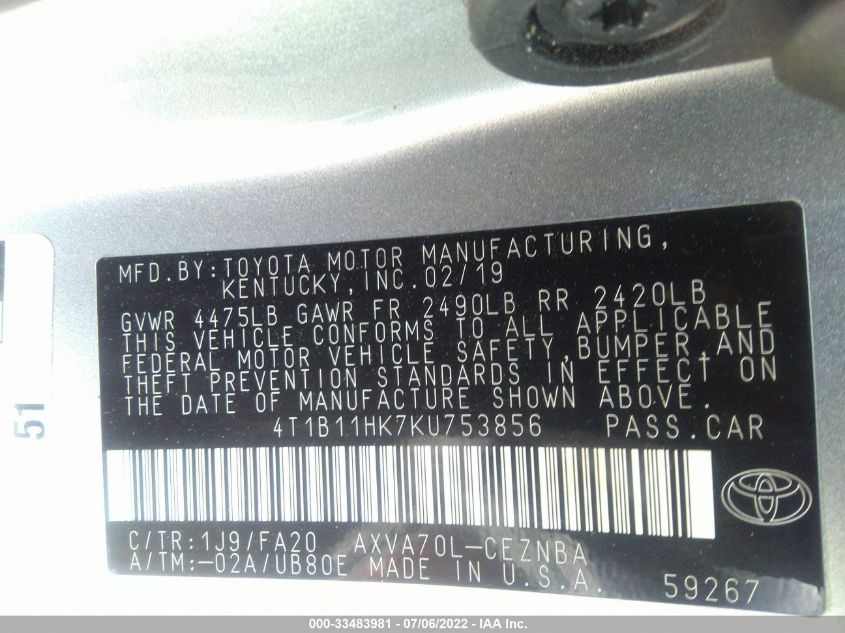 MFD.BY:TOYOTA MOTOR MANUFACTURING,
KENTUCKY,INC.02/19
GVWR 4475LB GAWR FR 2490LB RR 2420LB
THIS VEHICLE CONFORMS TO ALL APPLICABLE
FEDERAL MOTOR VEHICLE SAFETY,BUMPER,AND
THEFT PREVENTION STANDARDS IN EFFECT ON
THE DATE OF MANUFACTURE SHOWN ABOVE.
4T1B11HK7KU753856 PASS.CAR
C/TR:1J9/FA20 AXVA70L-CEZNBA
A/TM:-02A/UB80E MADE IN U.S.A.
59267
51
000-33483981 - 07/06/2022 - IAA Inc.